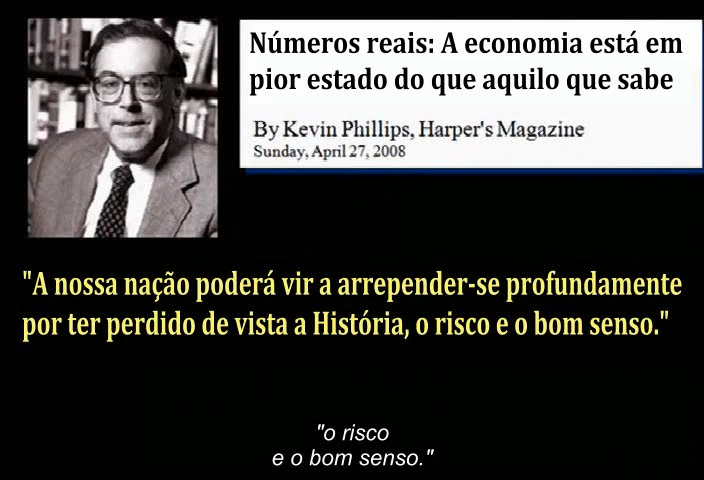 Números reais: A economia está em
pior estado do que aquilo que sabe
By Kevin Phillips, Harper's Magazine
Sunday, April 27, 2008
"A nossa nação poderá vir a arrepender-se profundamente
por ter perdido de vista a História, o risco e o bom senso."
"o risco
e o bom senso."